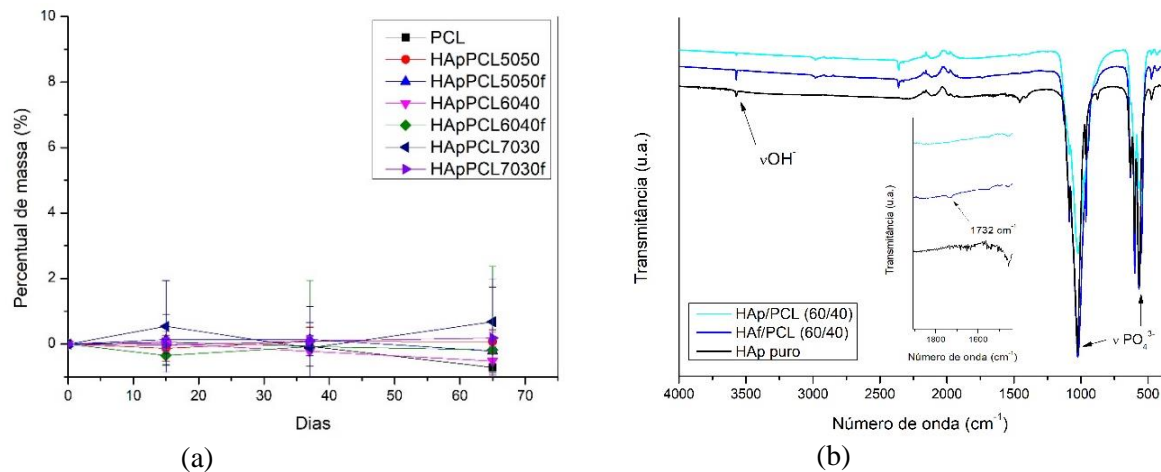 10
8
6
4
2
0
0 10 20 30 40 50 60 70
Percentual de massa (%)
Dias
PCL
HApPCL5050
HApPCL5050f
HApPCL6040
HApPCL6040f
HApPCL7030
HApPCL7030f
(a)
Transmitância (u.a.)
νOH⁻
Transmitância (u.a.)
1732 cm⁻¹
1800 1600
Número de onda (cm⁻¹)
HAp/PCL (60/40)
HAf/PCL (60/40)
HAp puro
ν PO₄³⁻
4000 3500 3000 2500 2000 1500 1000 500
Número de onda (cm⁻¹)
(b)